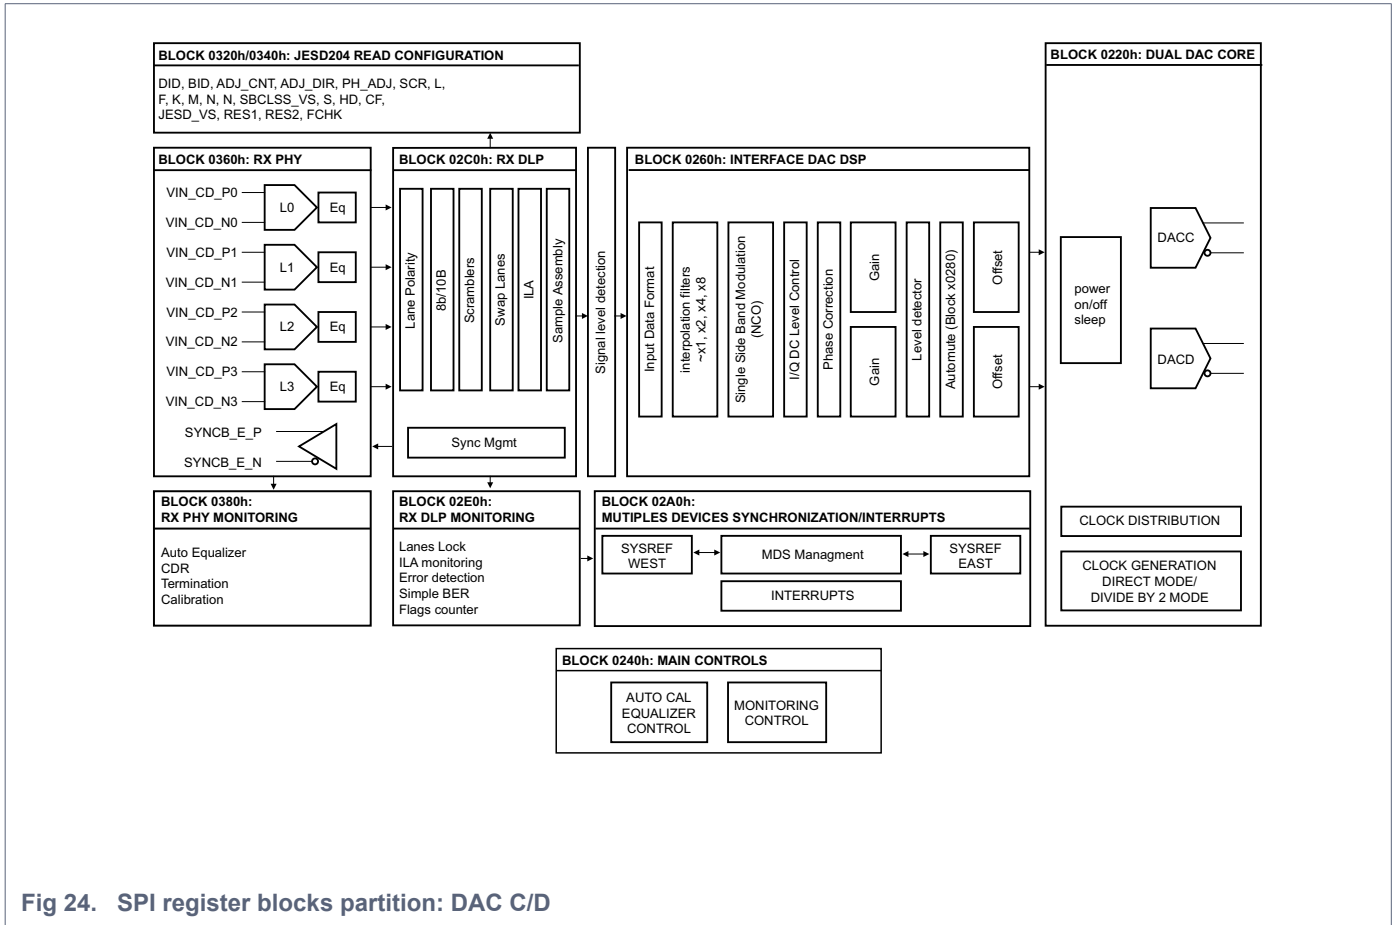 BLOCK 0320h/0340h: JESD204 READ CONFIGURATION
DID, BID, ADJ_CNT, ADJ_DIR, PH_ADJ, SCR, L,
F, K, M, N, N, SBCLSS_VS, S, HD, CF,
JESD_VS, RES1, RES2, FCHK
BLOCK 0220h: DUAL DAC CORE
BLOCK 0360h: RX PHY
VIN_CD_P0
VIN_CD_N0
L0
Eq
VIN_CD_P1
VIN_CD_N1
L1
Eq
VIN_CD_P2
VIN_CD_N2
L2
Eq
VIN_CD_P3
VIN_CD_N3
L3
Eq
SYNCB_E_P
SYNCB_E_N
BLOCK 02C0h: RX DLP
Lane Polarity
8b/10B
Scramblers
Swap Lanes
ILA
Sample Assembly
Sync Mgmt
Signal level detection
BLOCK 0260h: INTERFACE DAC DSP
Input Data Format
interpolation filters
~x1, x2, x4, x8
Single Side Band Modulation
(NCO)
I/Q DC Level Control
Phase Correction
Gain
Gain
Level detector
Automute (Block x0280)
Offset
Offset
power
on/off
sleep
DACC
DACD
CLOCK DISTRIBUTION
CLOCK GENERATION
DIRECT MODE/
DIVIDE BY 2 MODE
BLOCK 0380h:
RX PHY MONITORING
Auto Equalizer
CDR
Termination
Calibration
BLOCK 02E0h:
RX DLP MONITORING
Lanes Lock
ILA monitoring
Error detection
Simple BER
Flags counter
BLOCK 02A0h:
MUTIPLES DEVICES SYNCHRONIZATION/INTERRUPTS
SYSREF
WEST
MDS Managment
SYSREF
EAST
INTERRUPTS
BLOCK 0240h: MAIN CONTROLS
AUTO CAL
EQUALIZER
CONTROL
MONITORING
CONTROL
Fig 24. SPI register blocks partition: DAC C/D